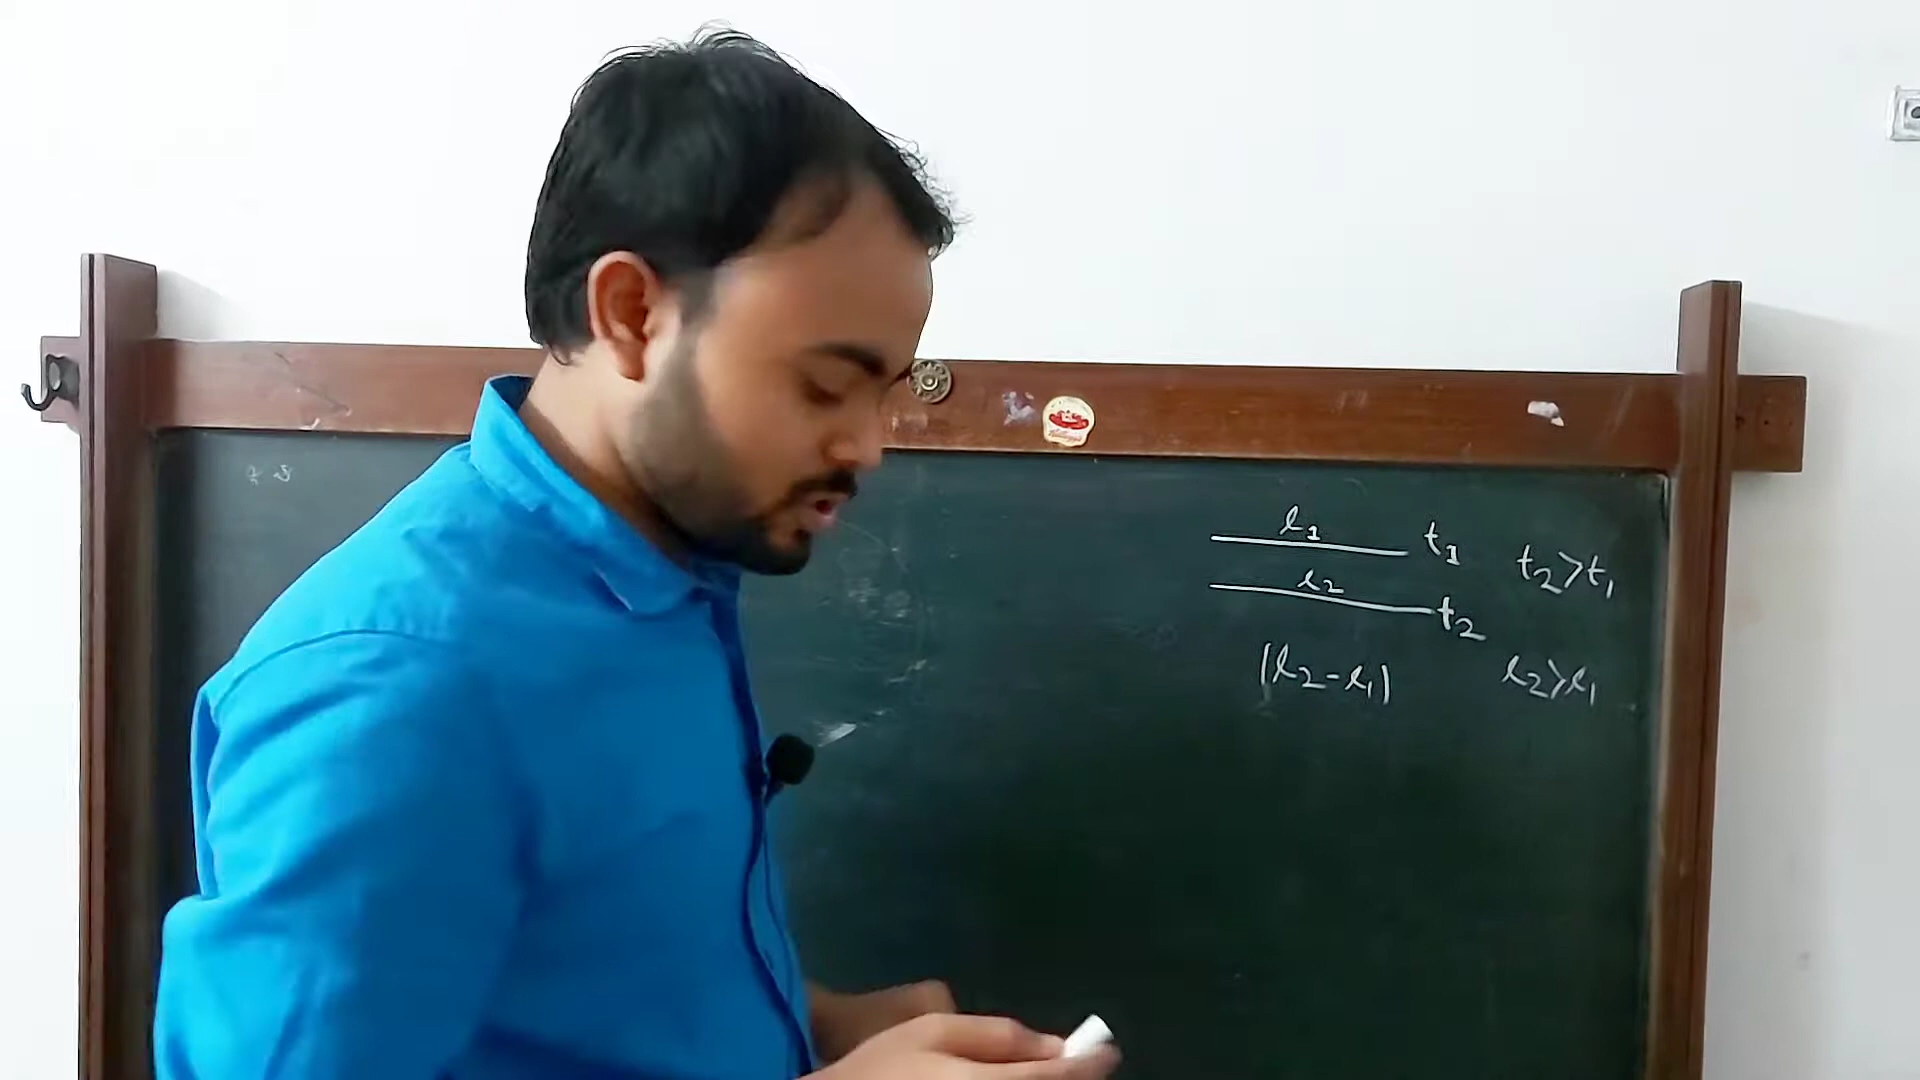 l₁ t₁ t₂>t₁
l₂ t₂
|l₂-l₁| l₂>l₁